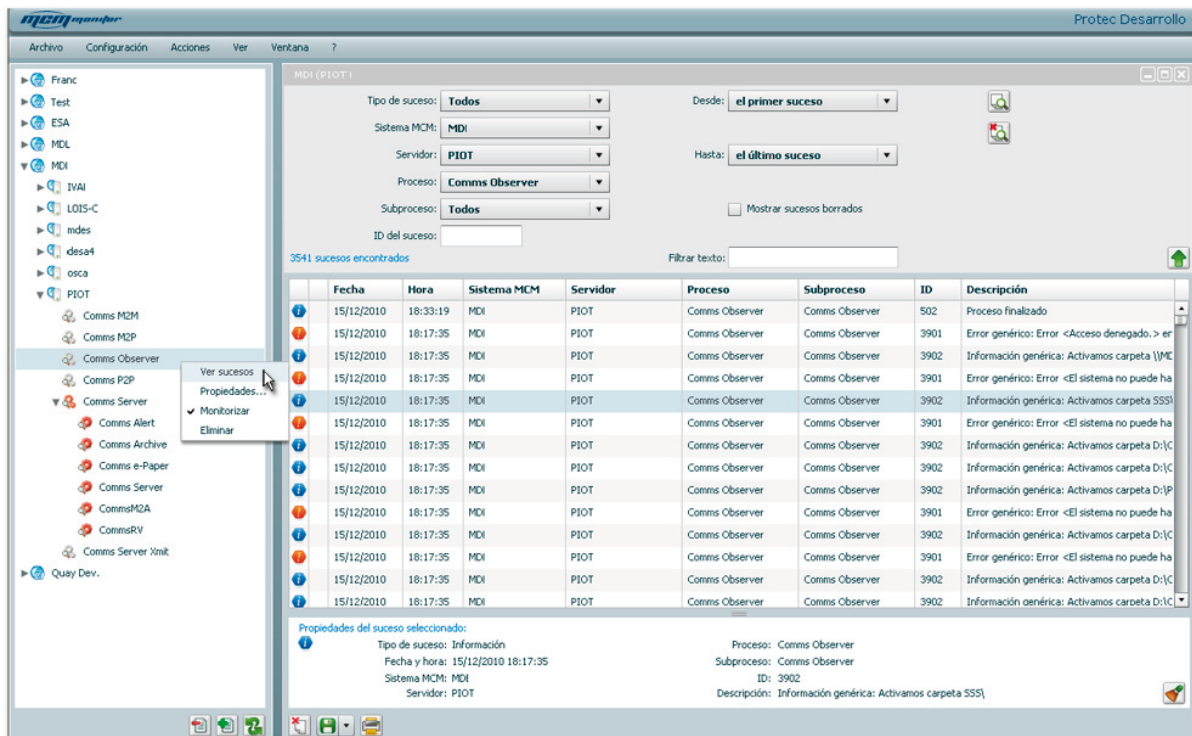 mcm monitor
Protec Desarrollo
Archivo Configuración Acciones Ver Ventana ?
Franc
Test
ESA
MDL
MDI
IVAI
LOIS-C
mdes
desa4
osca
PIOT
Comms M2M
Comms M2P
Comms Observer
Comms P2P
Comms Server
Comms Alert
Comms Archive
Comms e-Paper
Comms Server
CommsM2A
CommsRV
Comms Server Xmit
Quay Dev.
Ver sucesos
Propiedades...
Monitorizar
Eliminar
MDI (PIOT)
Tipo de suceso: Todos Desde: el primer suceso
Sistema MCM: MDI
Servidor: PIOT Hasta: el último suceso
Proceso: Comms Observer
Subproceso: Todos Mostrar sucesos borrados
ID del suceso:
3541 sucesos encontrados Filtrar texto:
Fecha Hora Sistema MCM Servidor Proceso Subproceso ID Descripción
15/12/2010 18:33:19 MDI PIOT Comms Observer Comms Observer 502 Proceso finalizado
15/12/2010 18:17:35 MDI PIOT Comms Observer Comms Observer 3901 Error genérico: Error <Acceso denegado.> er
15/12/2010 18:17:35 MDI PIOT Comms Observer Comms Observer 3902 Información genérica: Activamos carpeta \\MC
15/12/2010 18:17:35 MDI PIOT Comms Observer Comms Observer 3901 Error genérico: Error <El sistema no puede ha
15/12/2010 18:17:35 MDI PIOT Comms Observer Comms Observer 3902 Información genérica: Activamos carpeta SSS\
15/12/2010 18:17:35 MDI PIOT Comms Observer Comms Observer 3901 Error genérico: Error <El sistema no puede ha
15/12/2010 18:17:35 MDI PIOT Comms Observer Comms Observer 3902 Información genérica: Activamos carpeta D:\C
15/12/2010 18:17:35 MDI PIOT Comms Observer Comms Observer 3902 Información genérica: Activamos carpeta D:\C
15/12/2010 18:17:35 MDI PIOT Comms Observer Comms Observer 3902 Información genérica: Activamos carpeta D:\P
15/12/2010 18:17:35 MDI PIOT Comms Observer Comms Observer 3901 Error genérico: Error <El sistema no puede ha
15/12/2010 18:17:35 MDI PIOT Comms Observer Comms Observer 3902 Información genérica: Activamos carpeta D:\C
15/12/2010 18:17:35 MDI PIOT Comms Observer Comms Observer 3901 Error genérico: Error <El sistema no puede ha
15/12/2010 18:17:35 MDI PIOT Comms Observer Comms Observer 3902 Información genérica: Activamos carpeta D:\C
15/12/2010 18:17:35 MDI PIOT Comms Observer Comms Observer 3902 Información genérica: Activamos carpeta D:\C
Propiedades del suceso seleccionado:
Tipo de suceso: Información Proceso: Comms Observer
Fecha y hora: 15/12/2010 18:17:35 Subproceso: Comms Observer
Sistema MCM: MDI ID: 3902
Servidor: PIOT Descripción: Información genérica: Activamos carpeta SSS\